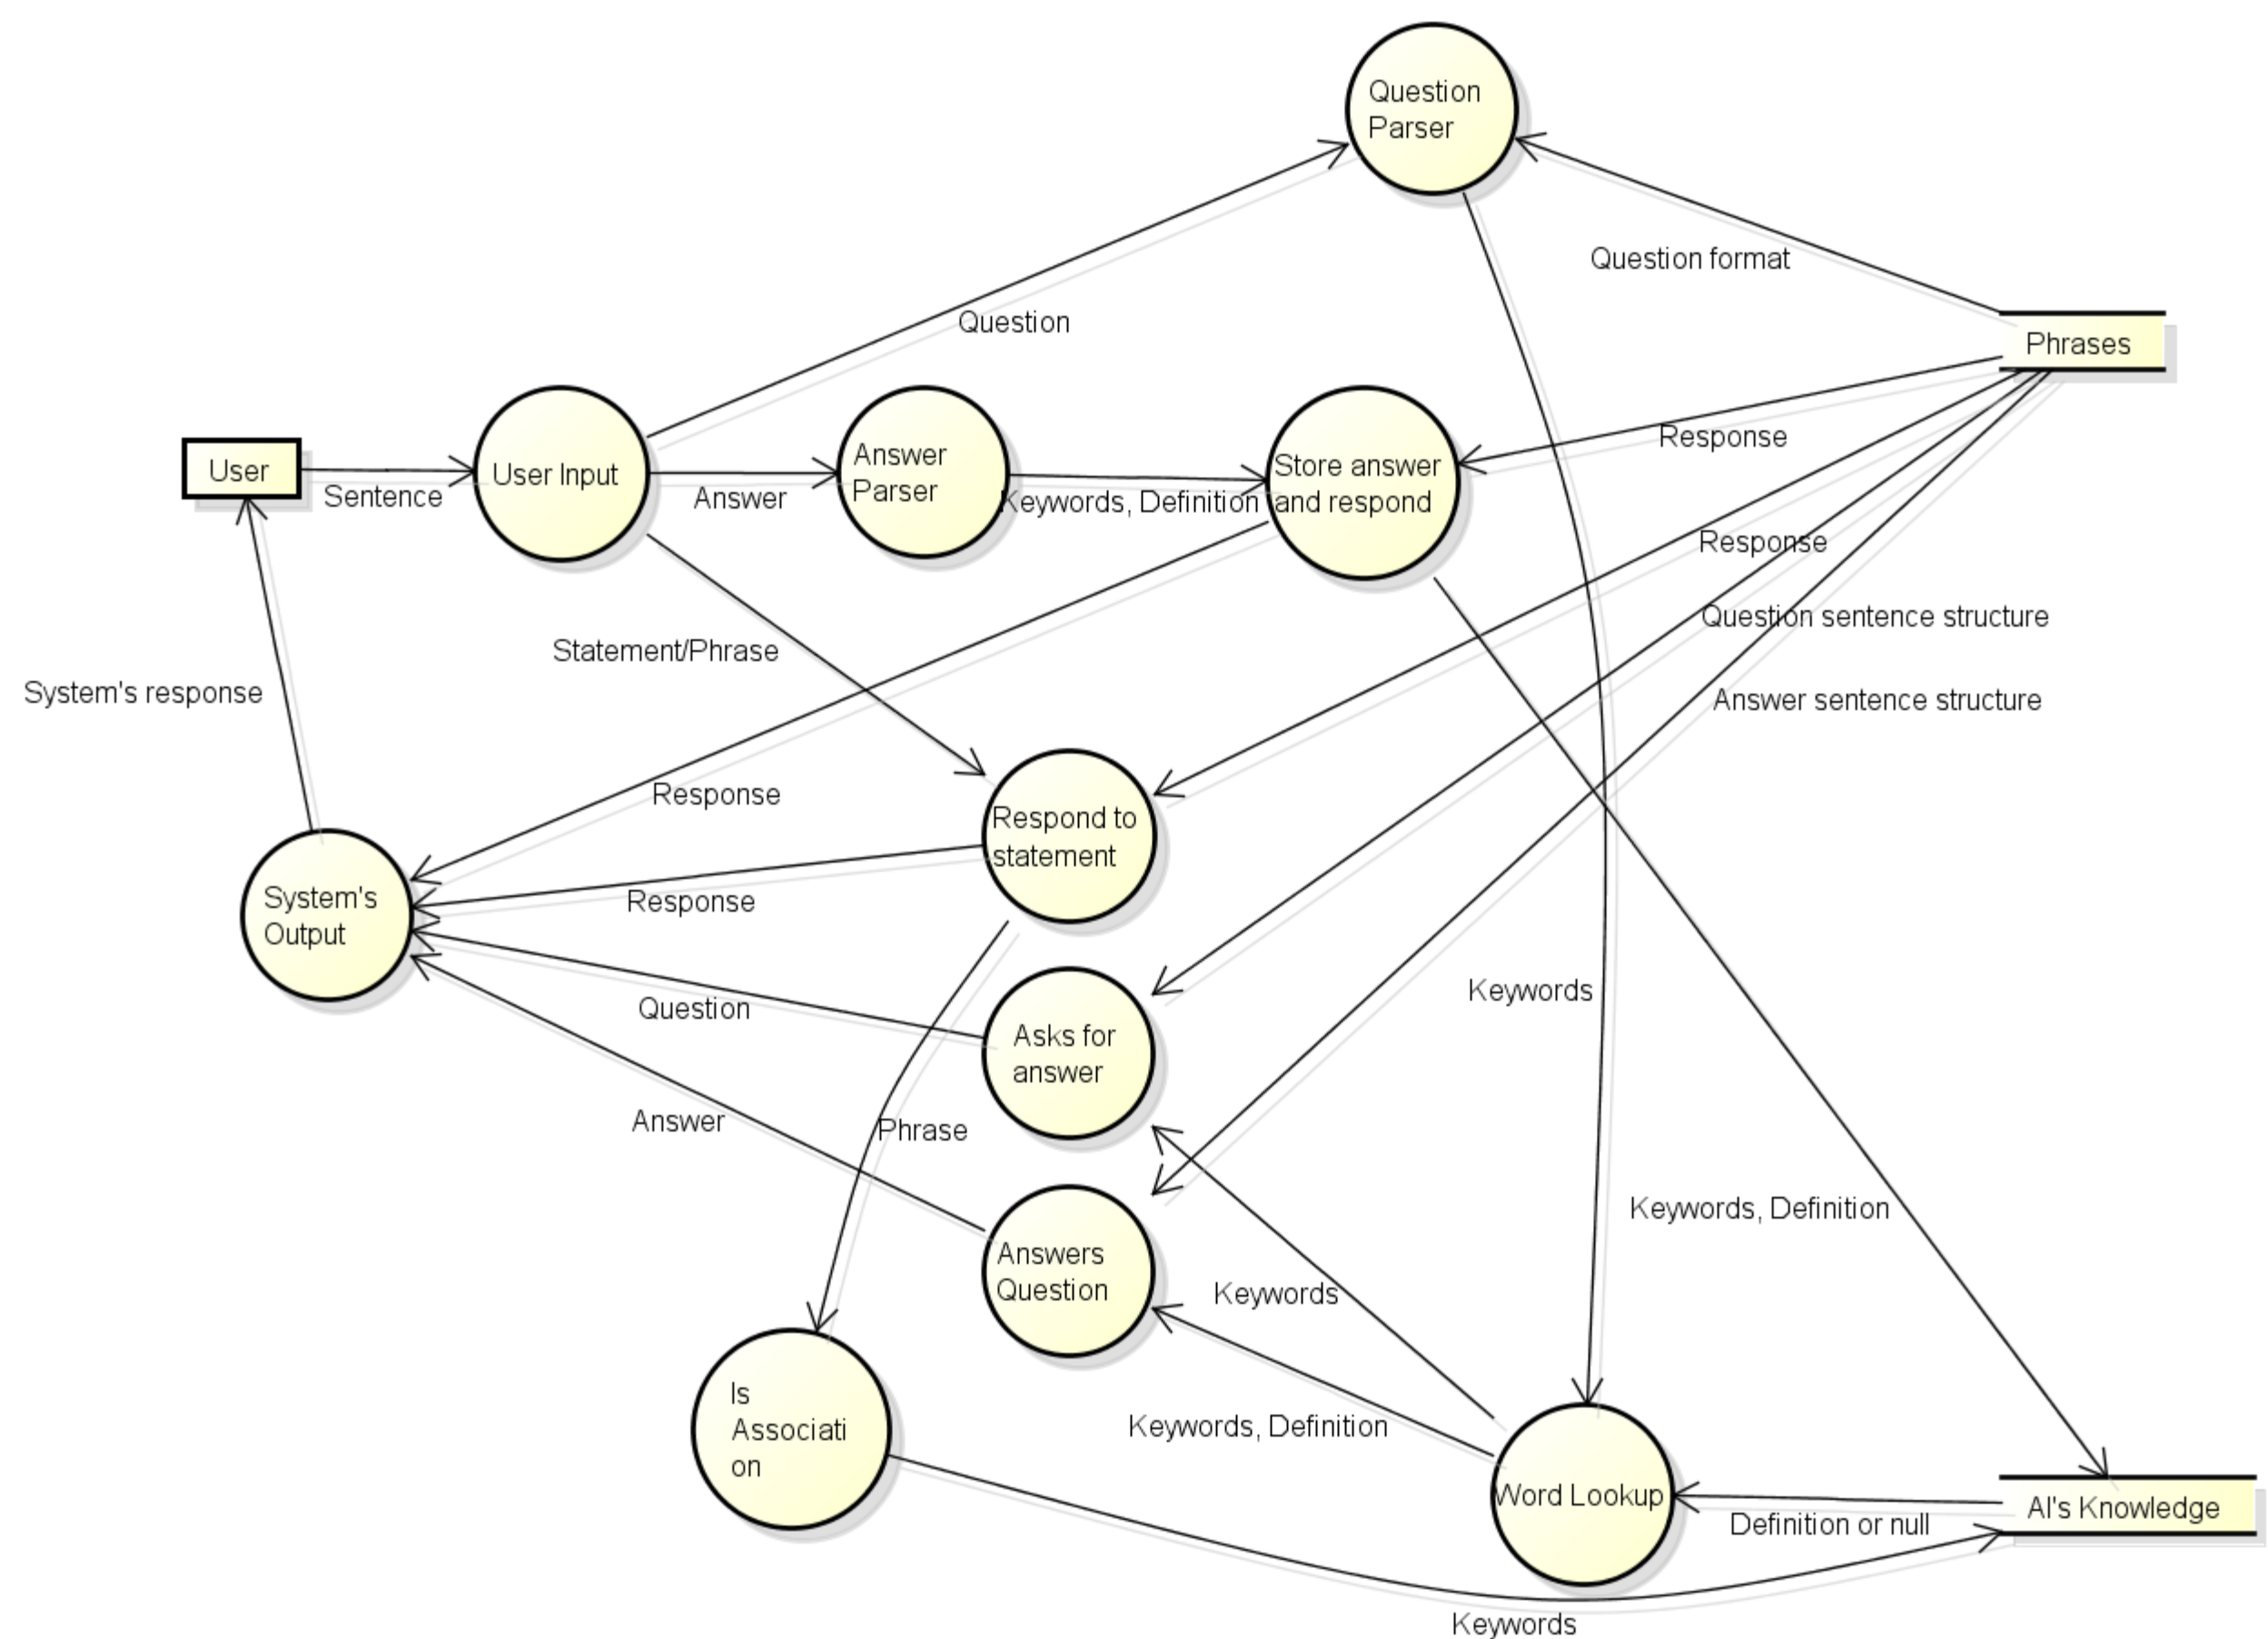 Question
Parser
Question format
Question
Phrases
Response
User
Sentence
User Input
Answer
Answer
Parser
Keywords, Definition
Store answer
and respond
Response
Question sentence structure
Statement/Phrase
System's response
Answer sentence structure
Response
Respond to
statement
System's
Output
Response
Keywords
Question
Asks for
answer
Answer
Phrase
Keywords, Definition
Answers
Question
Keywords
Is
Associati
on
Keywords, Definition
Word Lookup
AI's Knowledge
Definition or null
Keywords